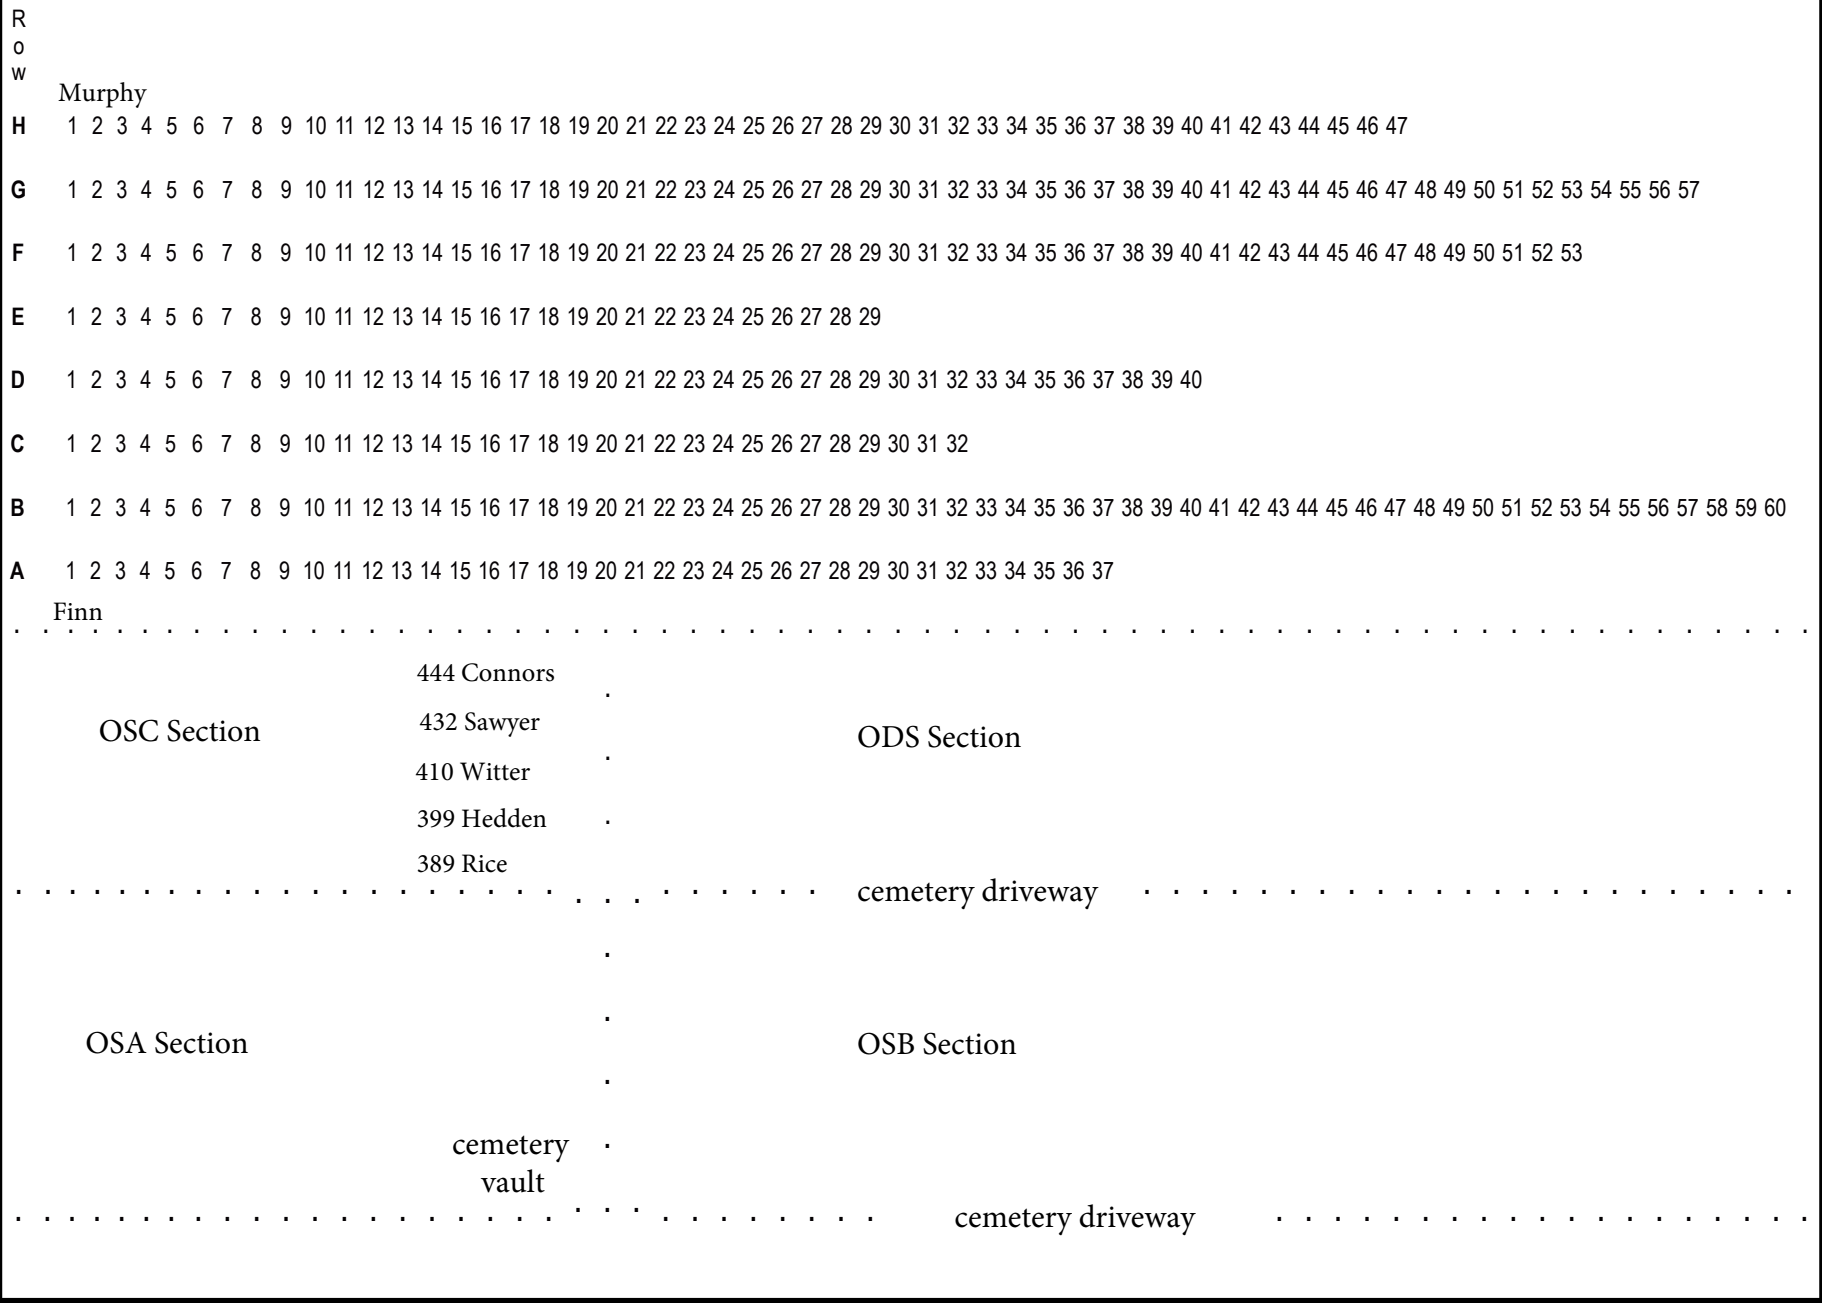 R
o
w
Murphy
H 1 2 3 4 5 6 7 8 9 10 11 12 13 14 15 16 17 18 19 20 21 22 23 24 25 26 27 28 29 30 31 32 33 34 35 36 37 38 39 40 41 42 43 44 45 46 47
G 1 2 3 4 5 6 7 8 9 10 11 12 13 14 15 16 17 18 19 20 21 22 23 24 25 26 27 28 29 30 31 32 33 34 35 36 37 38 39 40 41 42 43 44 45 46 47 48 49 50 51 52 53 54 55 56 57
F 1 2 3 4 5 6 7 8 9 10 11 12 13 14 15 16 17 18 19 20 21 22 23 24 25 26 27 28 29 30 31 32 33 34 35 36 37 38 39 40 41 42 43 44 45 46 47 48 49 50 51 52 53
E 1 2 3 4 5 6 7 8 9 10 11 12 13 14 15 16 17 18 19 20 21 22 23 24 25 26 27 28 29
D 1 2 3 4 5 6 7 8 9 10 11 12 13 14 15 16 17 18 19 20 21 22 23 24 25 26 27 28 29 30 31 32 33 34 35 36 37 38 39 40
C 1 2 3 4 5 6 7 8 9 10 11 12 13 14 15 16 17 18 19 20 21 22 23 24 25 26 27 28 29 30 31 32
B 1 2 3 4 5 6 7 8 9 10 11 12 13 14 15 16 17 18 19 20 21 22 23 24 25 26 27 28 29 30 31 32 33 34 35 36 37 38 39 40 41 42 43 44 45 46 47 48 49 50 51 52 53 54 55 56 57 58 59 60
A 1 2 3 4 5 6 7 8 9 10 11 12 13 14 15 16 17 18 19 20 21 22 23 24 25 26 27 28 29 30 31 32 33 34 35 36 37
Finn
444 Connors
432 Sawyer
OSC Section
ODS Section
410 Witter
399 Hedden
389 Rice
cemetery driveway
OSA Section
OSB Section
cemetery
vault
cemetery driveway